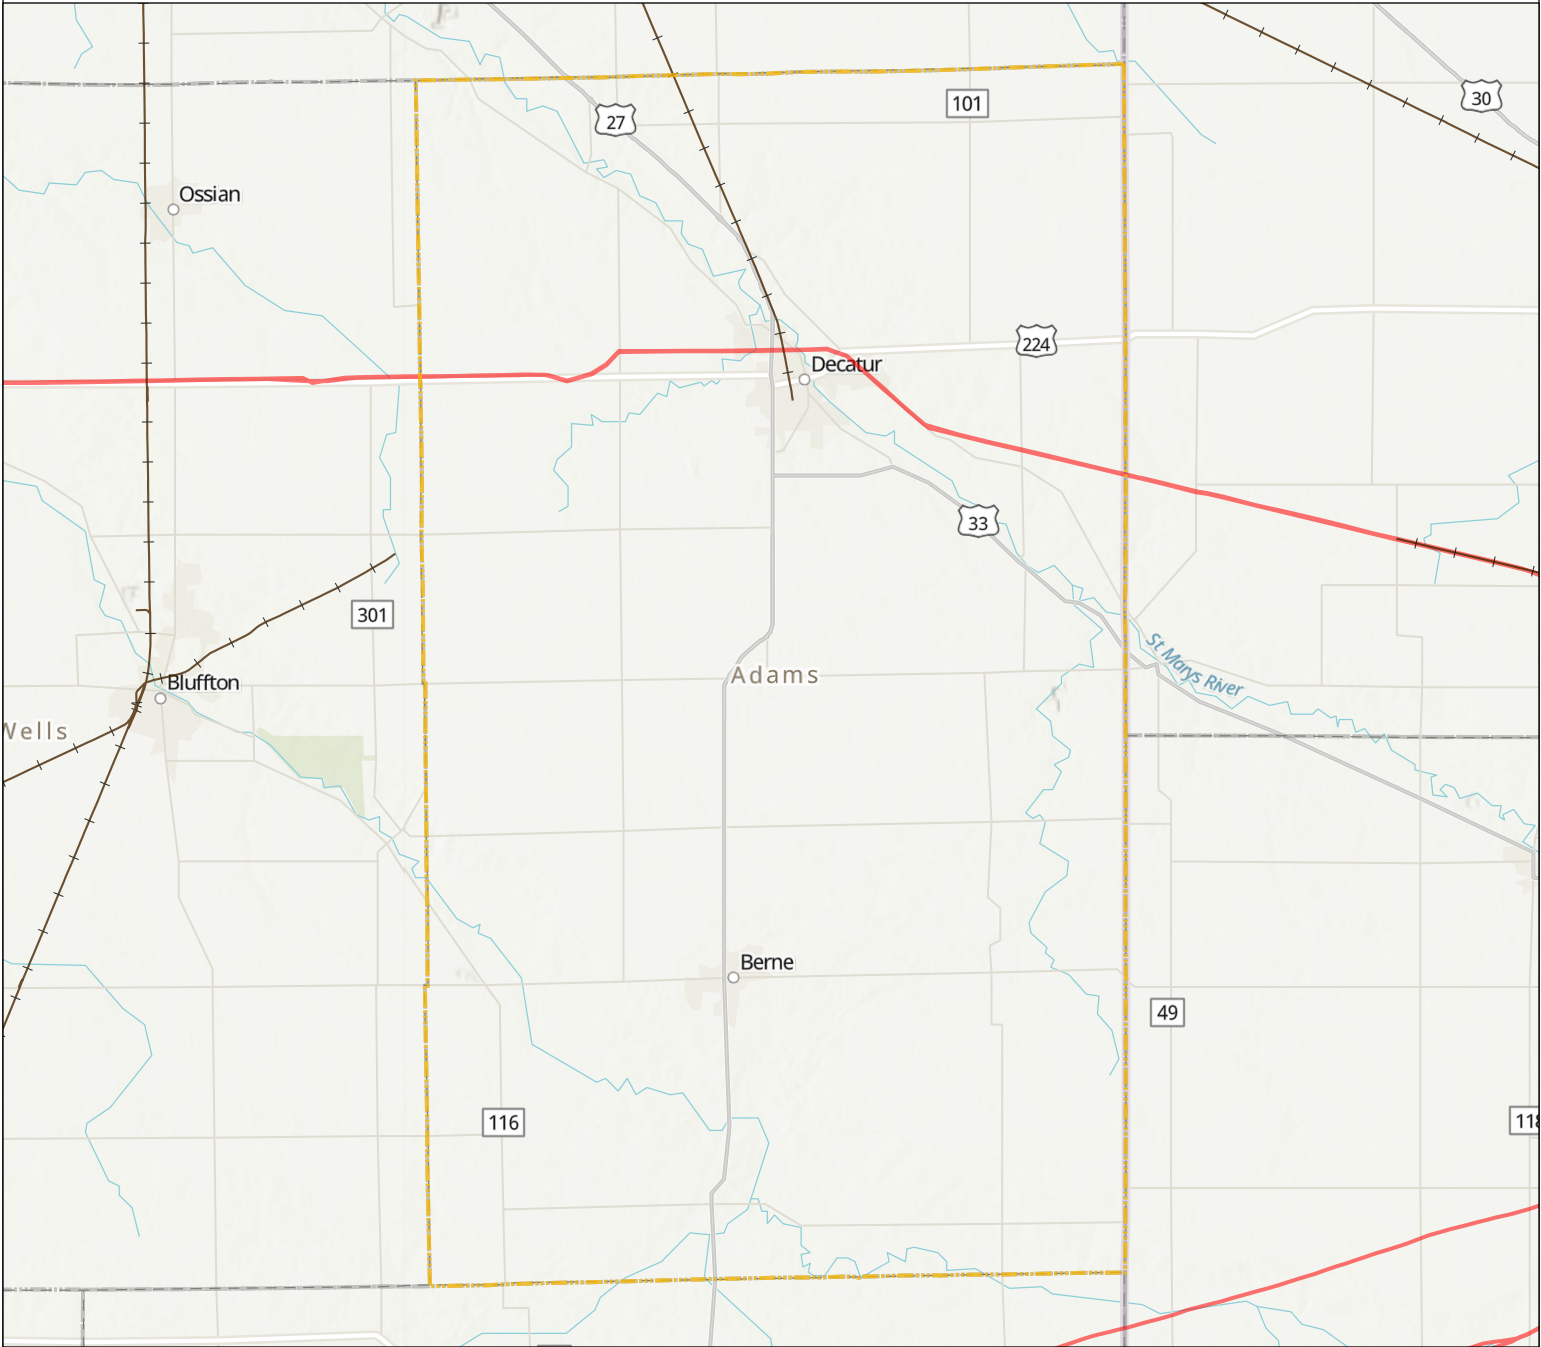 30
101
27
Ossian
224
Decatur
33
301
St Marys River
Adams
Bluffton
Wells
Berne
49
116
118